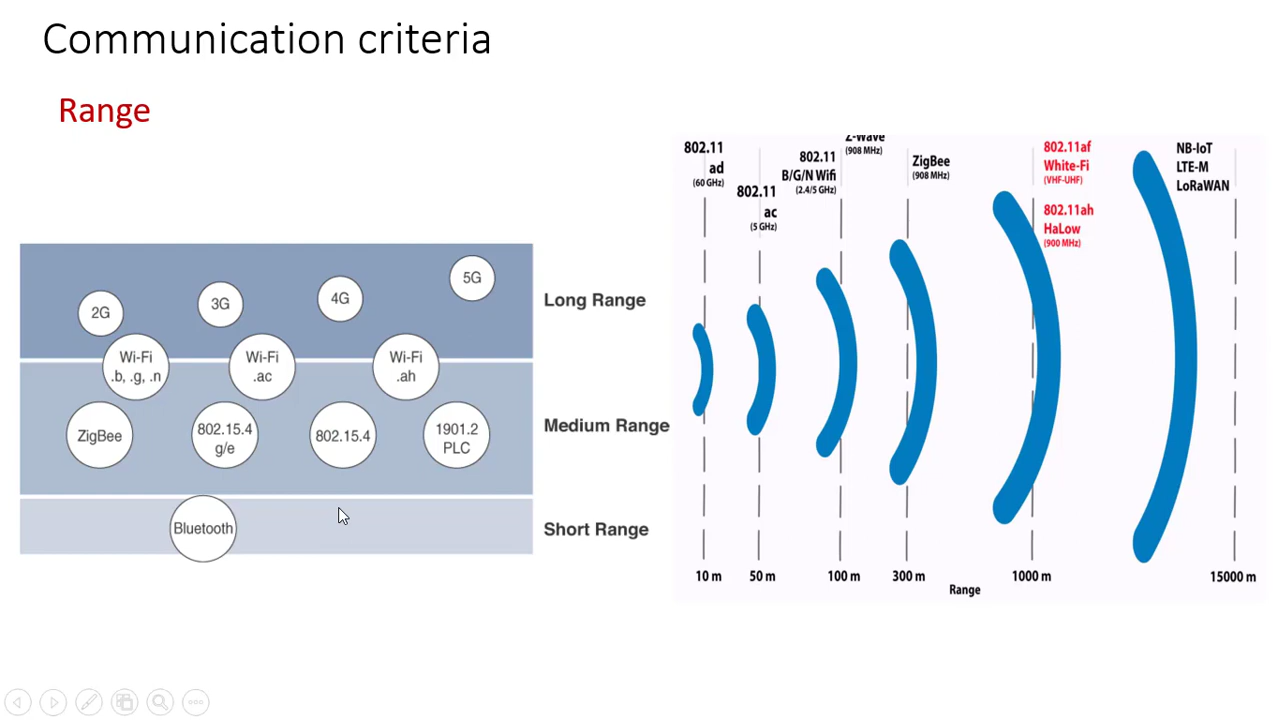 Communication criteria
Range
2G
3G
4G
5G
Long Range
Wi-Fi
.b, .g, .n
Wi-Fi
.ac
Wi-Fi
.ah
ZigBee
802.15.4
g/e
802.15.4
1901.2
PLC
Medium Range
Bluetooth
Short Range
802.11
ad
(60 GHz)
802.11
ac
(5 GHz)
802.11
B/G/N Wifi
(2.4/5 GHz)
Z-Wave
(908 MHz)
ZigBee
(908 MHz)
802.11af
White-Fi
(VHF-UHF)
802.11ah
HaLow
(900 MHz)
NB-IoT
LTE-M
LoRaWAN
10 m
50 m
100 m
300 m
1000 m
15000 m
Range